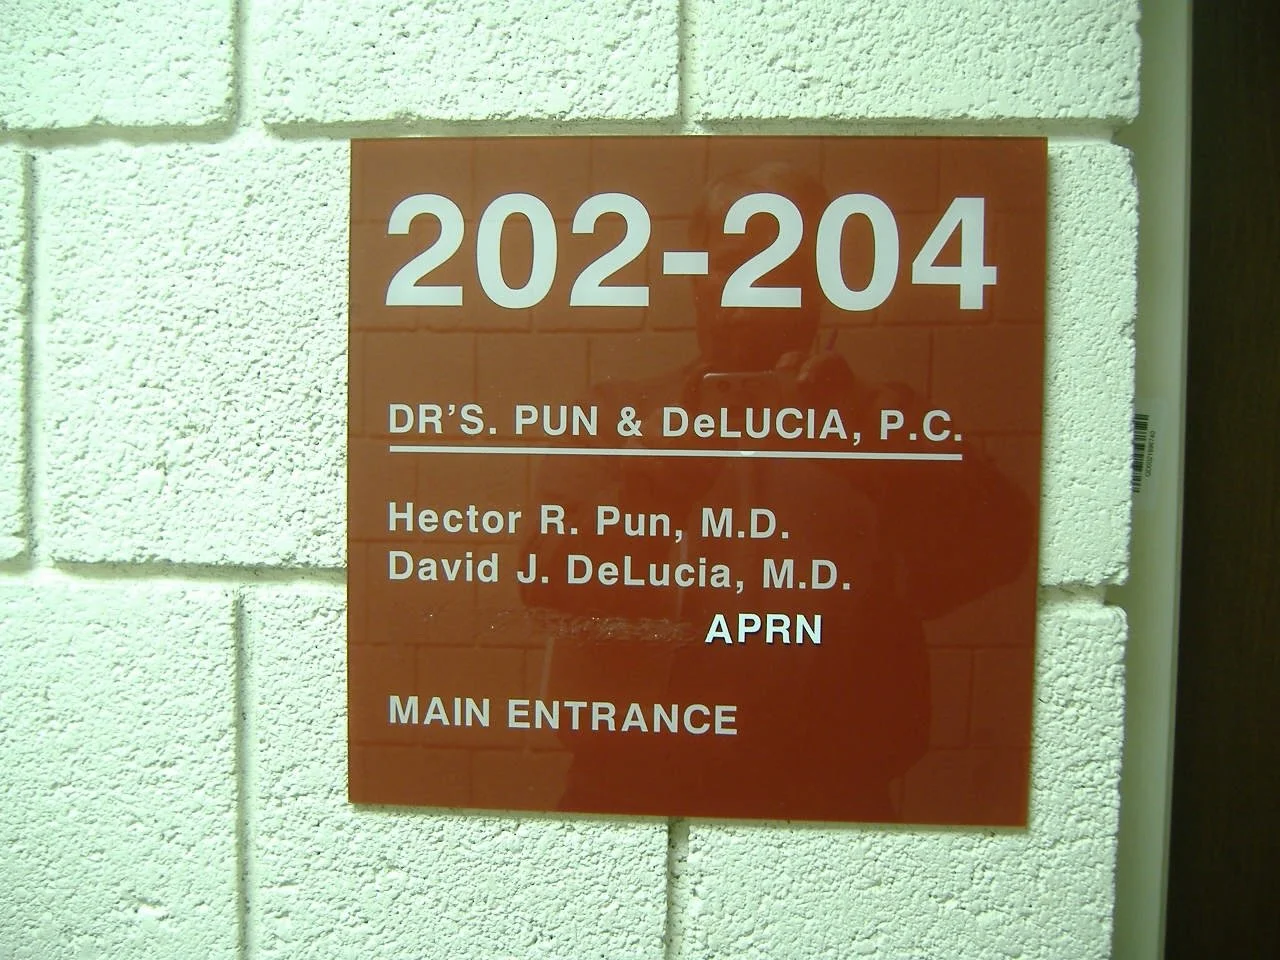 202-204
DR'S. PUN & DeLUCIA, P.C.
Hector R. Pun, M.D.
David J. DeLucia, M.D.
APRN
MAIN ENTRANCE